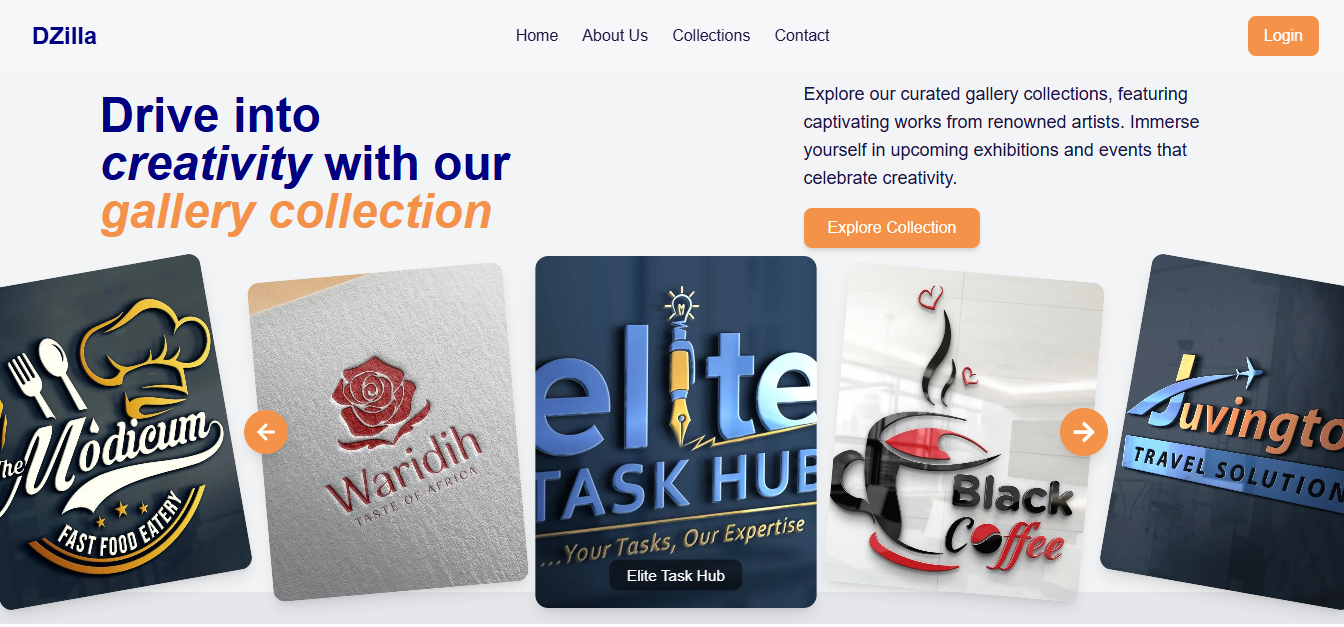 DZilla
Home About Us Collections Contact
Login
Drive into
creativity with our
gallery collection
Explore our curated gallery collections, featuring
captivating works from renowned artists. Immerse
yourself in upcoming exhibitions and events that
celebrate creativity.
Explore Collection
The Modicum
FAST FOOD EATERY
Waridih
TASTE OF AFRICA
elite
TASK HUB
...Your Tasks, Our Expertise
Elite Task Hub
Black
Coffee
Juvingto
TRAVEL SOLUTION